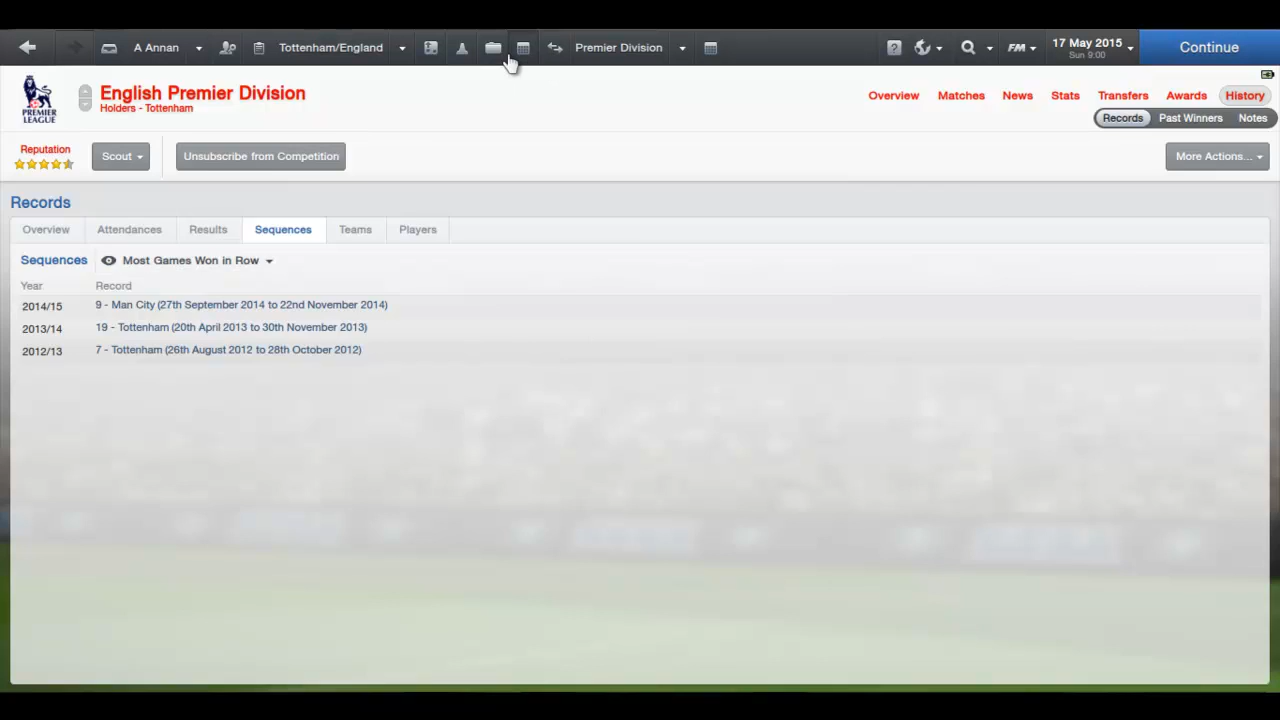 A Annan Tottenham/England Premier Division FM 17 May 2015 Continue
Sun 9:00
English Premier Division
Holders - Tottenham
PREMIER
LEAGUE
Overview Matches News Stats Transfers Awards History
Records Past Winners Notes
Reputation
Scout Unsubscribe from Competition More Actions...
Records
Overview Attendances Results Sequences Teams Players
Sequences Most Games Won in Row
Year Record
2014/15 9 - Man City (27th September 2014 to 22nd November 2014)
2013/14 19 - Tottenham (20th April 2013 to 30th November 2013)
2012/13 7 - Tottenham (26th August 2012 to 28th October 2012)